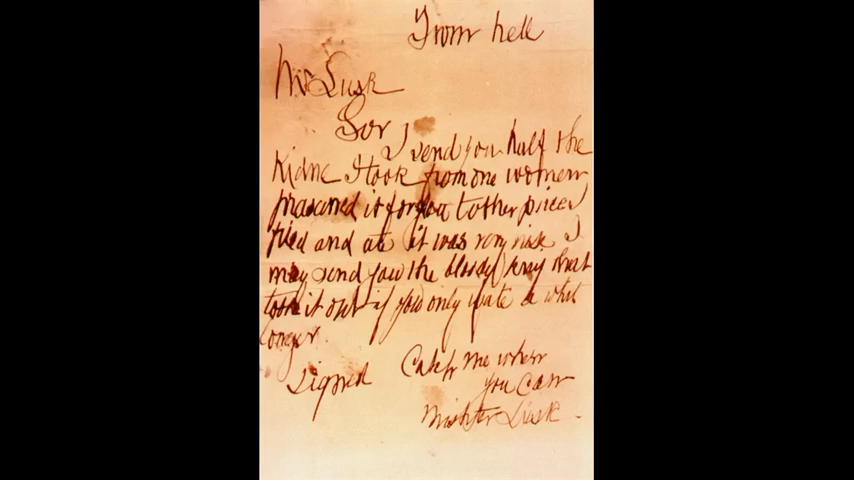 From hell
Mr Lusk
Sor
I send you half the
Kidne I took from one women
prasarved it for you tother piece I
fried and ate it was very nise I
may send you the bloody knif that
took it out if you only wate a whil
longer
signed Catch me when
you can
Mishter Lusk